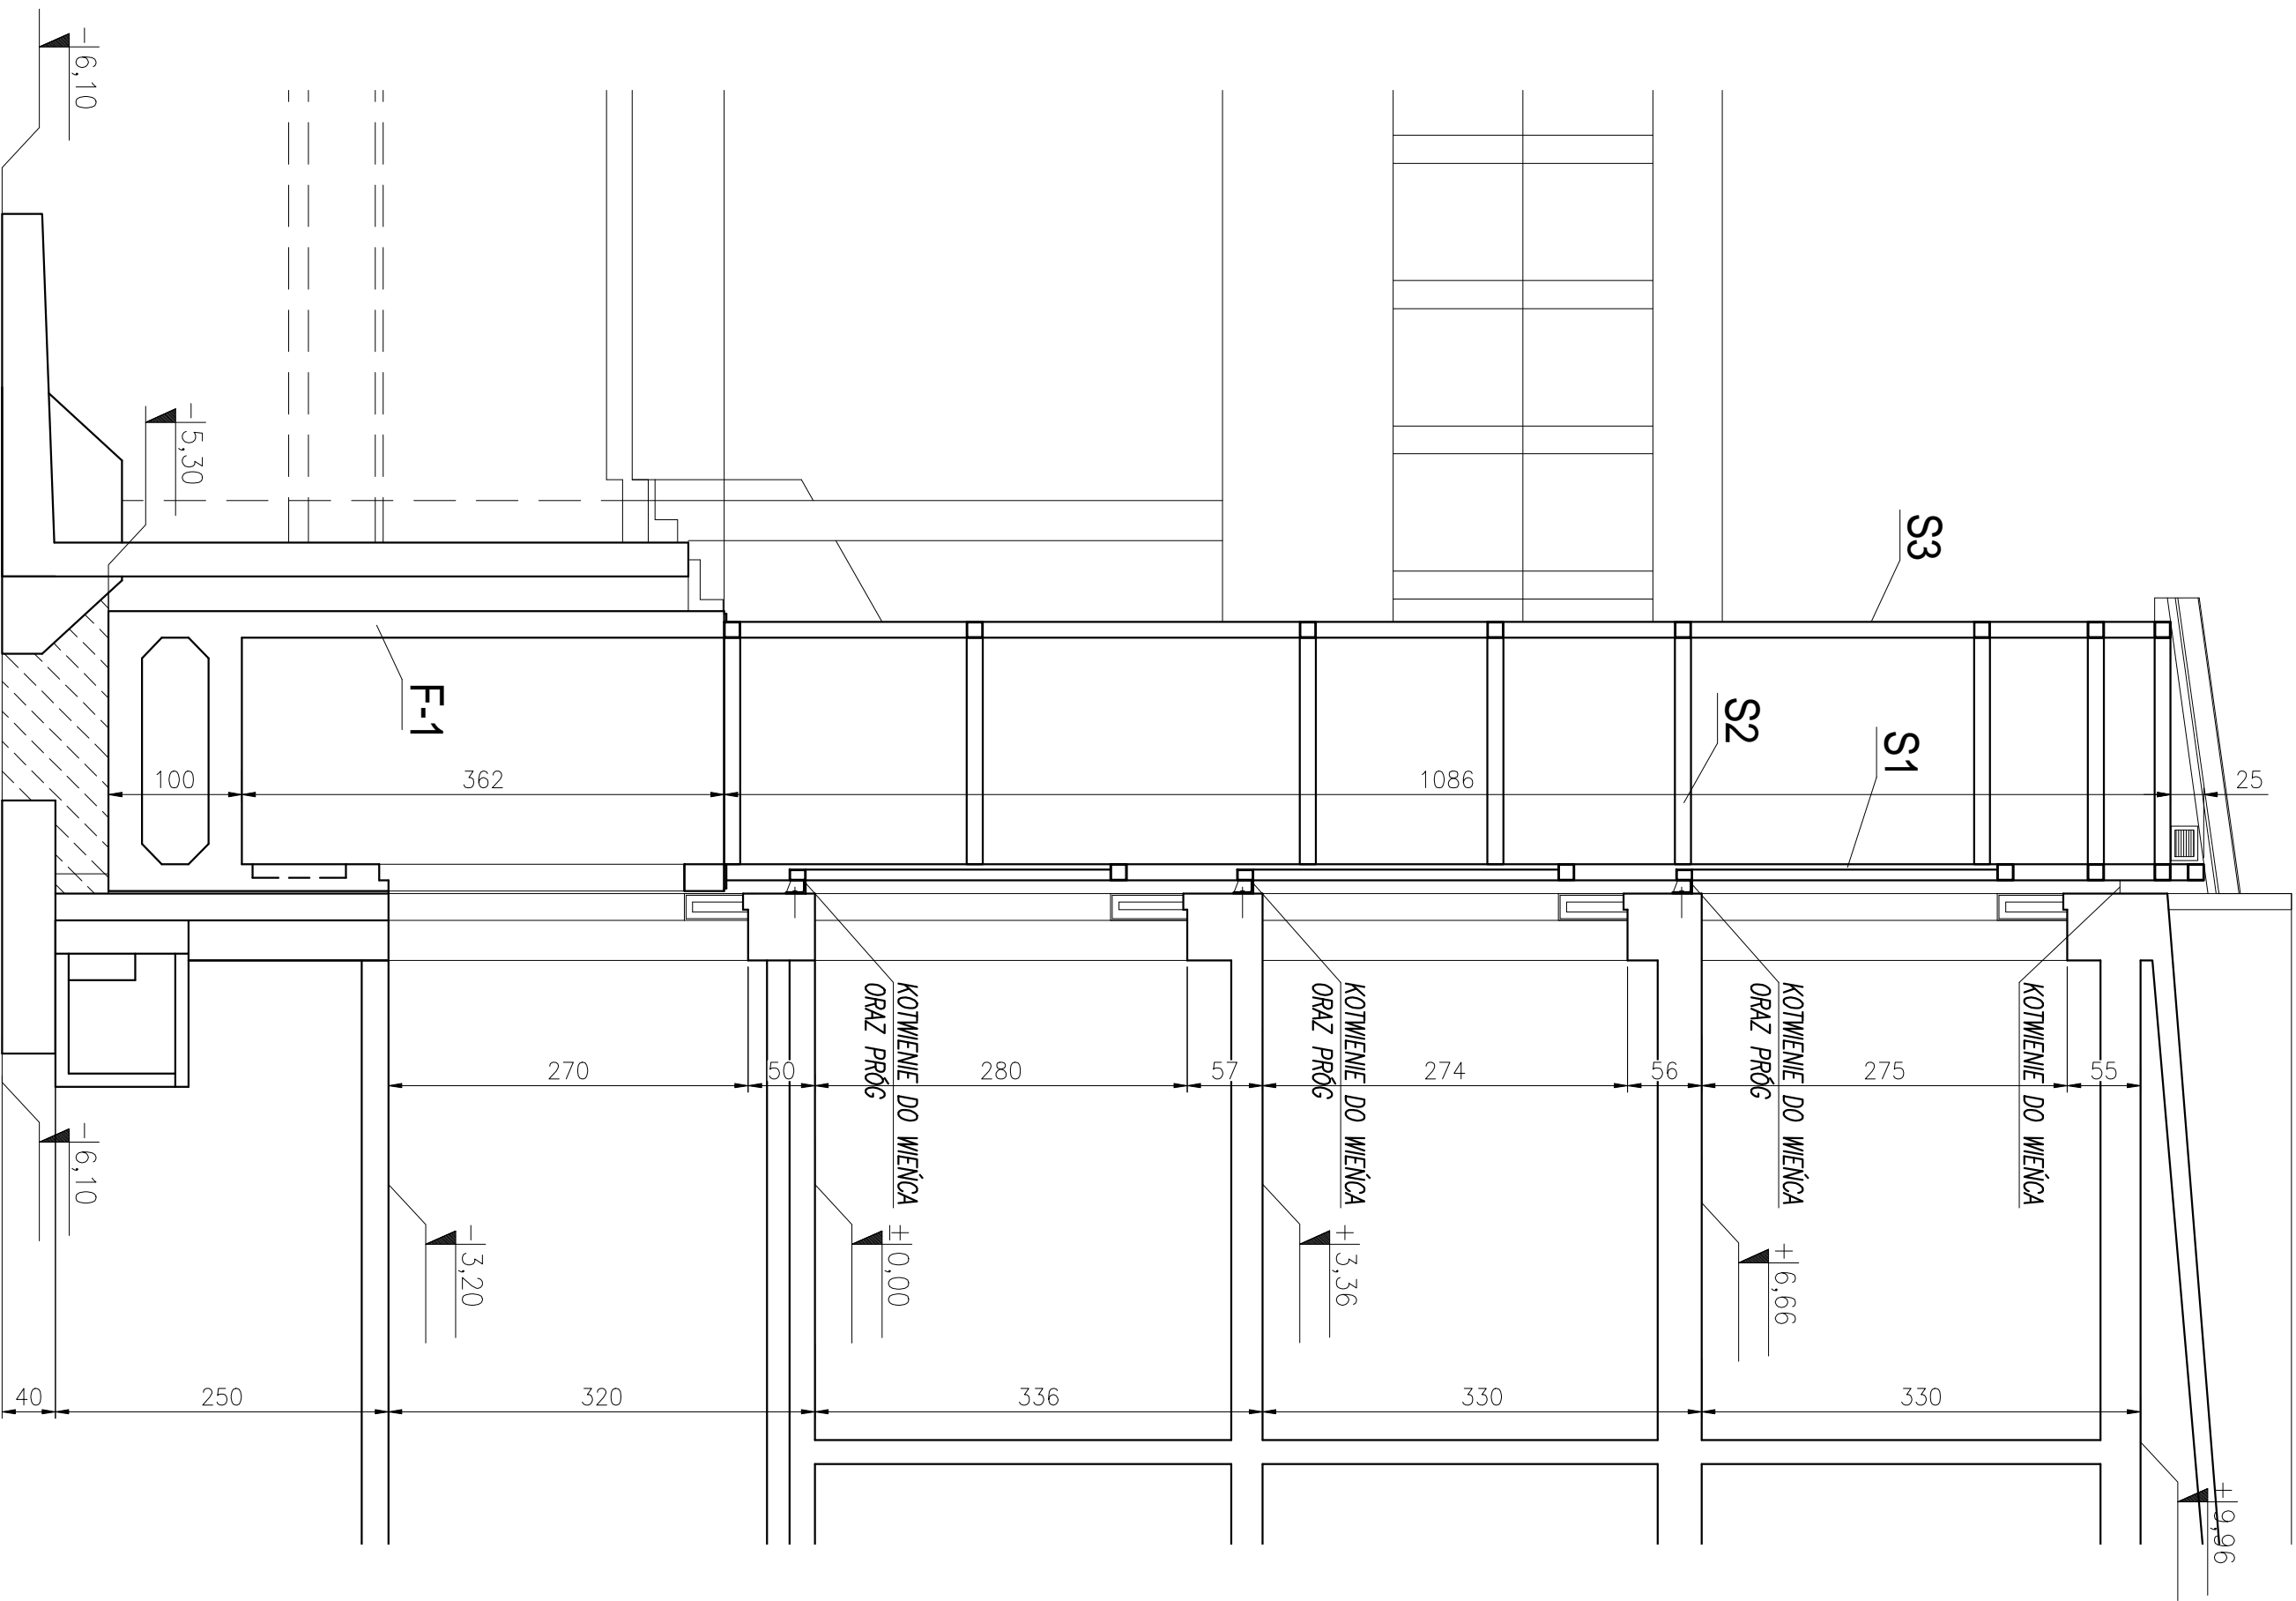 -6,10
-5,30
S3
S2
S1
F-1
100
362
1086
25
KOTWIENIE DO WIEŃCA
ORAZ PRÓG
KOTWIENIE DO WIEŃCA
ORAZ PRÓG
KOTWIENIE DO WIEŃCA
ORAZ PRÓG
KOTWIENIE DO WIEŃCA
270
50
280
57
274
56
275
55
-6,10
-3,20
±0,00
+3,36
+6,66
40
250
320
336
330
330
+9,96